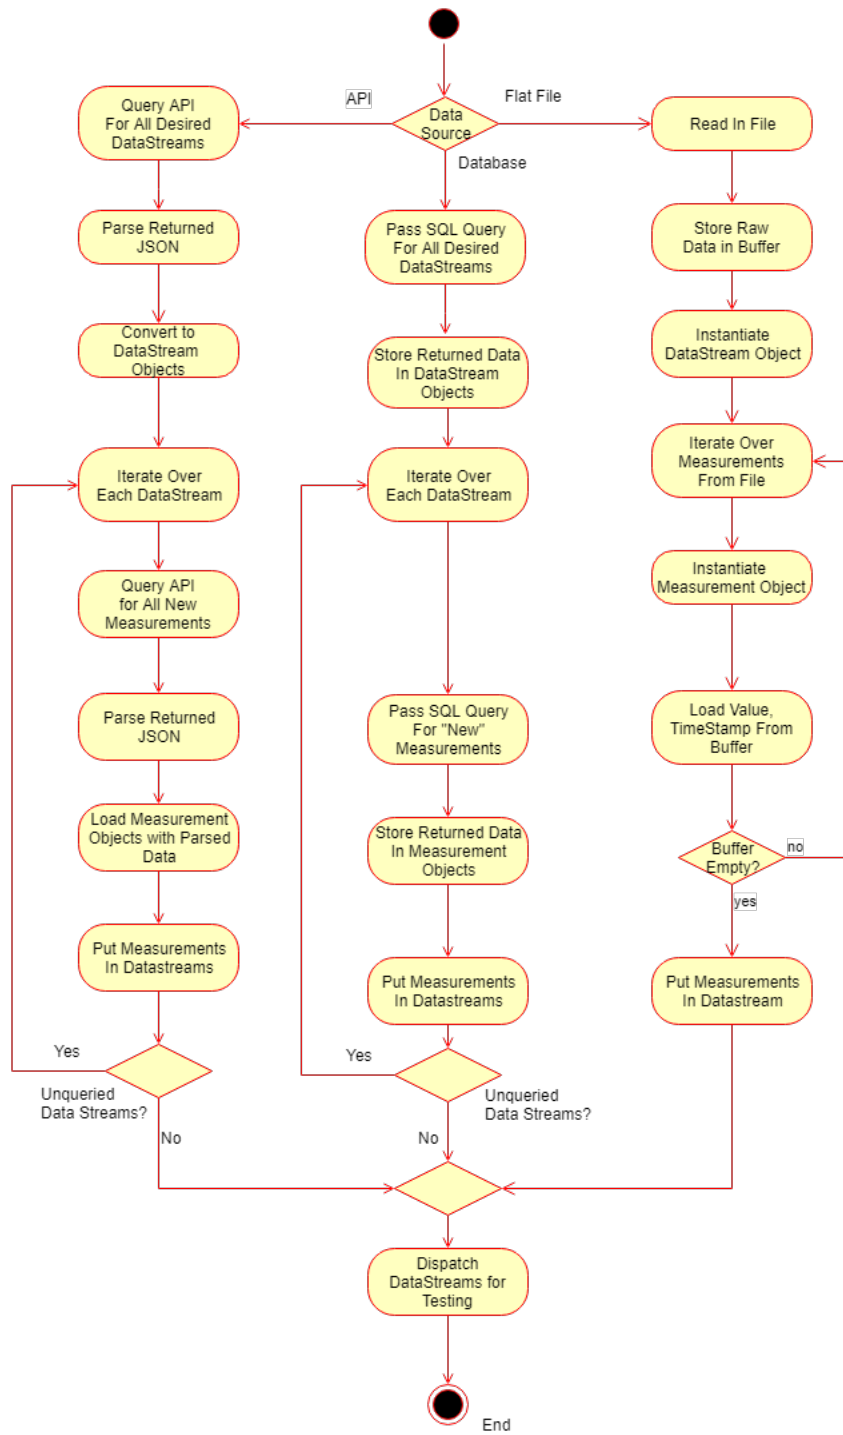 API
Flat File
Data
Source
Database
Query API
For All Desired
DataStreams
Parse Returned
JSON
Convert to
DataStream
Objects
Iterate Over
Each DataStream
Query API
for All New
Measurements
Parse Returned
JSON
Load Measurement
Objects with Parsed
Data
Put Measurements
In Datastreams
Yes
Unqueried
Data Streams?
No
Pass SQL Query
For All Desired
DataStreams
Store Returned Data
In DataStream
Objects
Iterate Over
Each DataStream
Pass SQL Query
For "New"
Measurements
Store Returned Data
In Measurement
Objects
Put Measurements
In Datastreams
Yes
Unqueried
Data Streams?
No
Read In File
Store Raw
Data in Buffer
Instantiate
DataStream Object
Iterate Over
Measurements
From File
Instantiate
Measurement Object
Load Value,
TimeStamp From
Buffer
Buffer
Empty?
no
yes
Put Measurements
In Datastream
Dispatch
DataStreams for
Testing
End